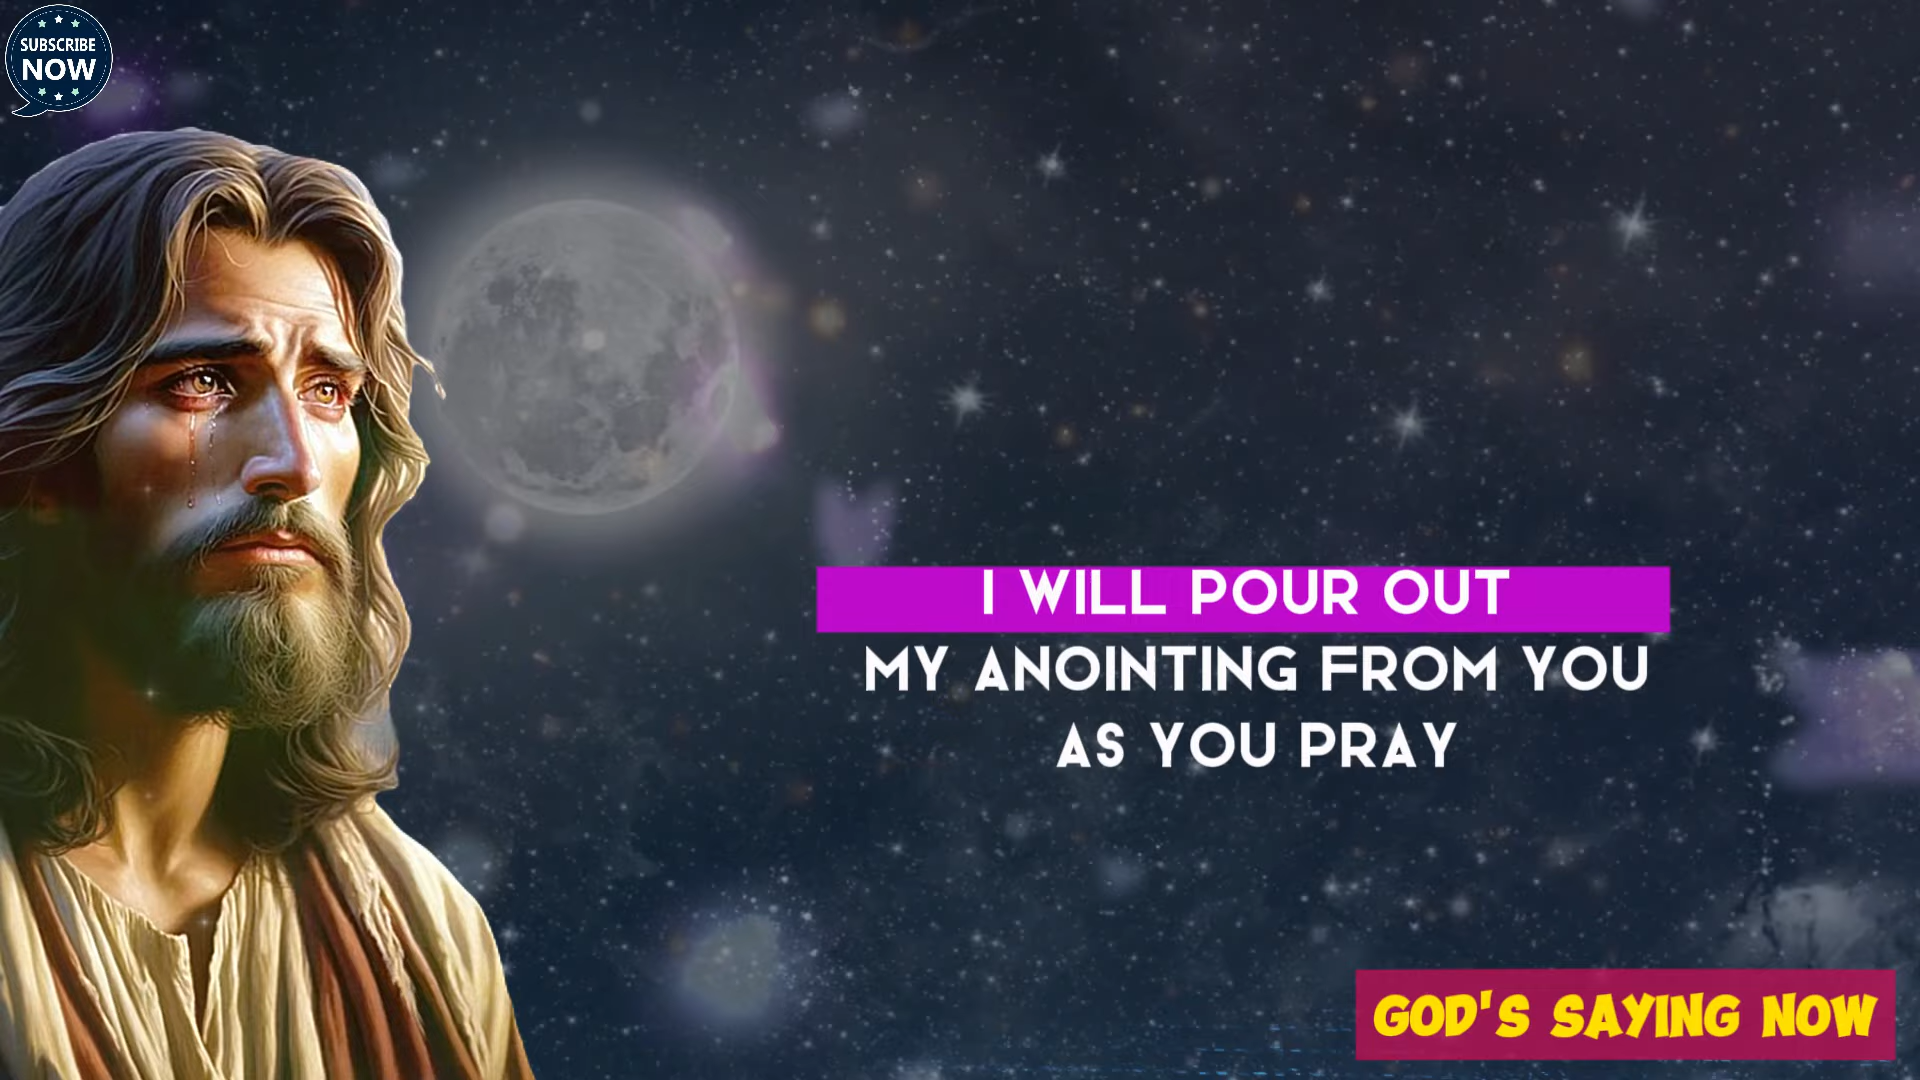 SUBSCRIBE
NOW
I WILL POUR OUT
MY ANOINTING FROM YOU
AS YOU PRAY
GOD'S SAYING NOW